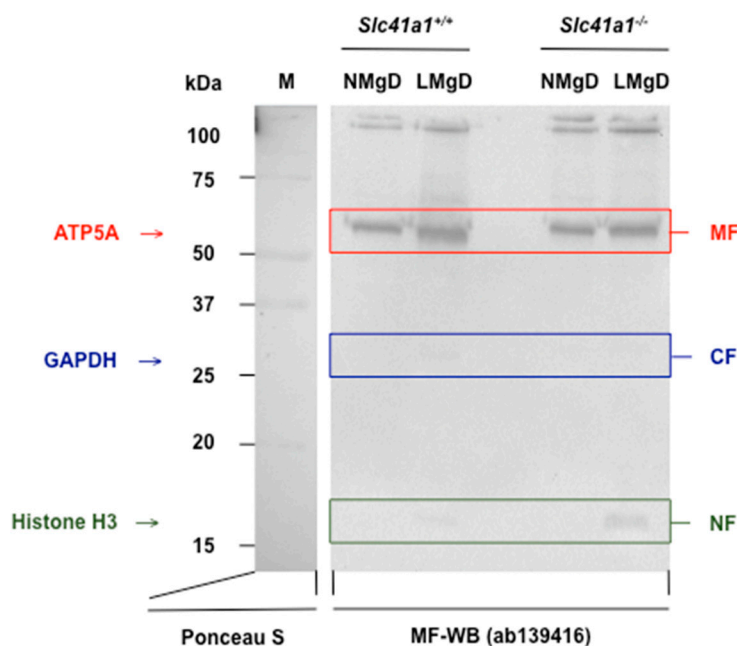 Slc41a1+/+ Slc41a1-/-
kDa M NMgD LMgD NMgD LMgD
100
75
ATP5A → MF
50
37
GAPDH → CF
25
20
Histone H3 → NF
15
Ponceau S MF-WB (ab139416)